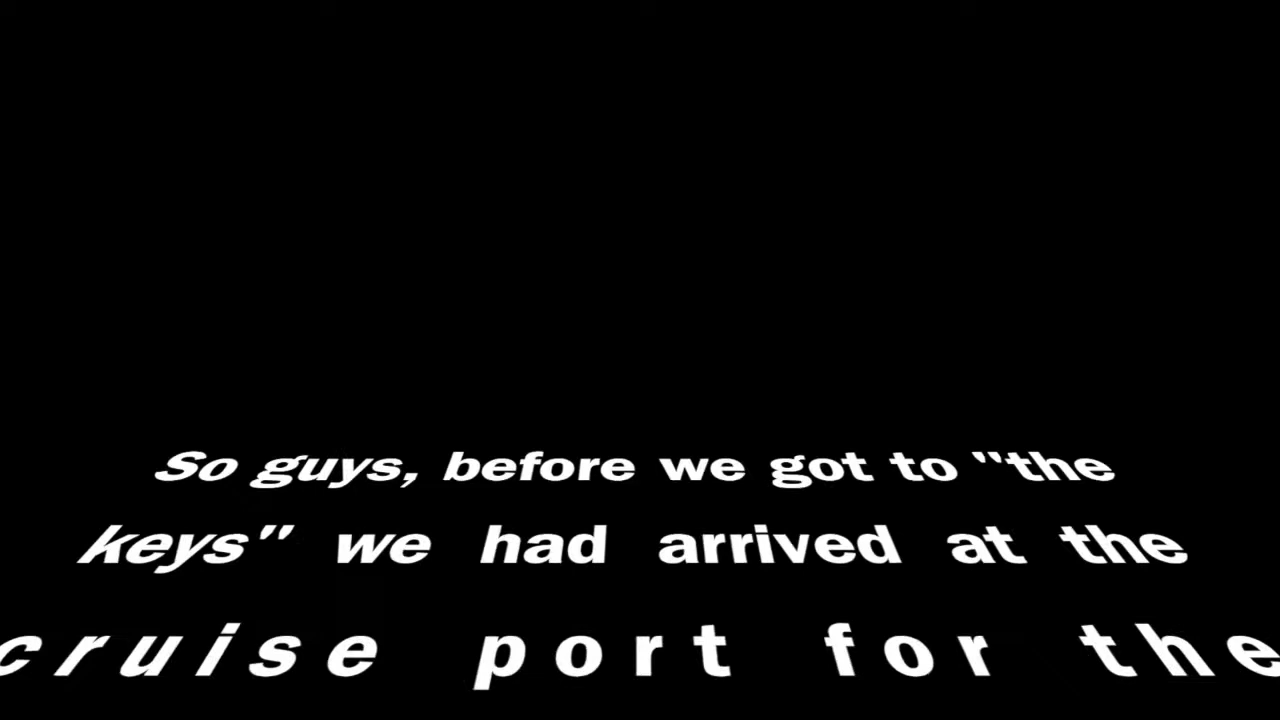 So guys, before we got to "the
keys" we had arrived at the
cruise port for the